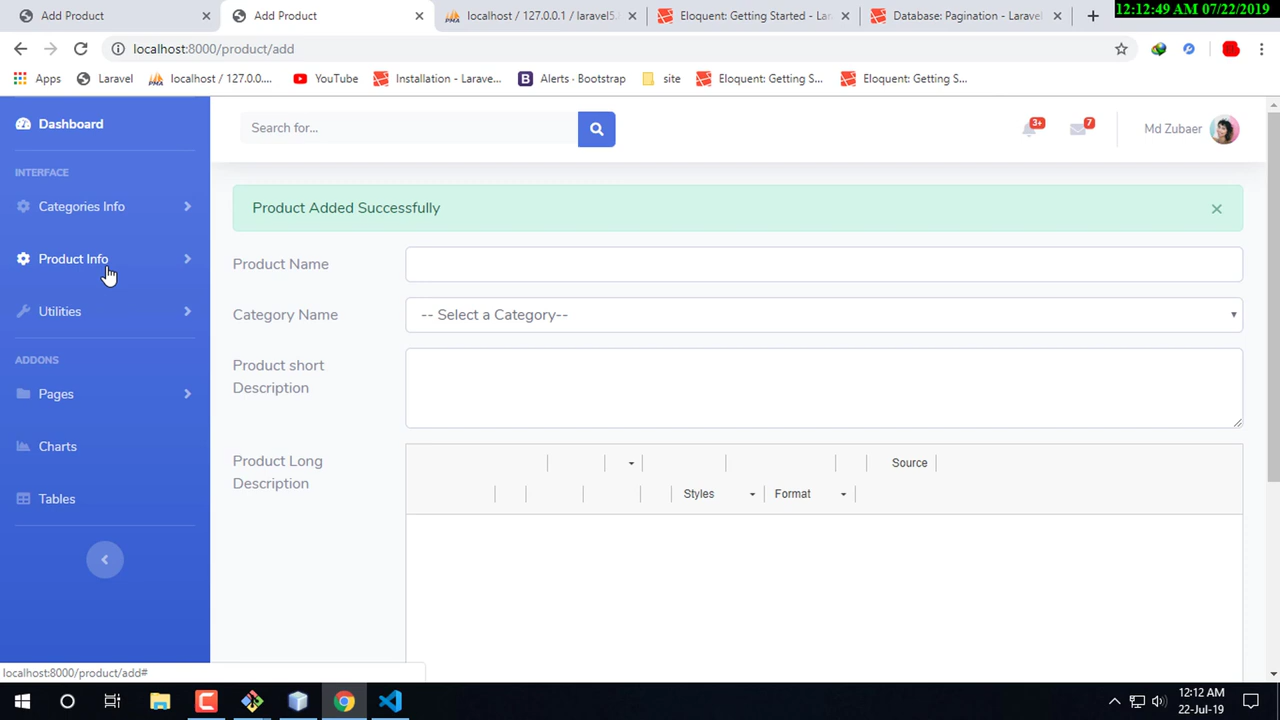 Add Product
Add Product
localhost / 127.0.0.1 / laravel5.
Eloquent: Getting Started - Lar
Database: Pagination - Laravel
12:12:49 AM 07/22/2019
localhost:8000/product/add
Apps
Laravel
localhost / 127.0.0....
YouTube
Installation - Larave...
Alerts · Bootstrap
site
Eloquent: Getting S...
Eloquent: Getting S...
Dashboard
INTERFACE
Categories Info
Product Info
Utilities
ADDONS
Pages
Charts
Tables
Search for...
3+
7
Md Zubaer
Product Added Successfully
×
Product Name
Category Name
-- Select a Category--
Product short
Description
Product Long
Description
Source
Styles
Format
localhost:8000/product/add#
12:12 AM
22-Jul-19